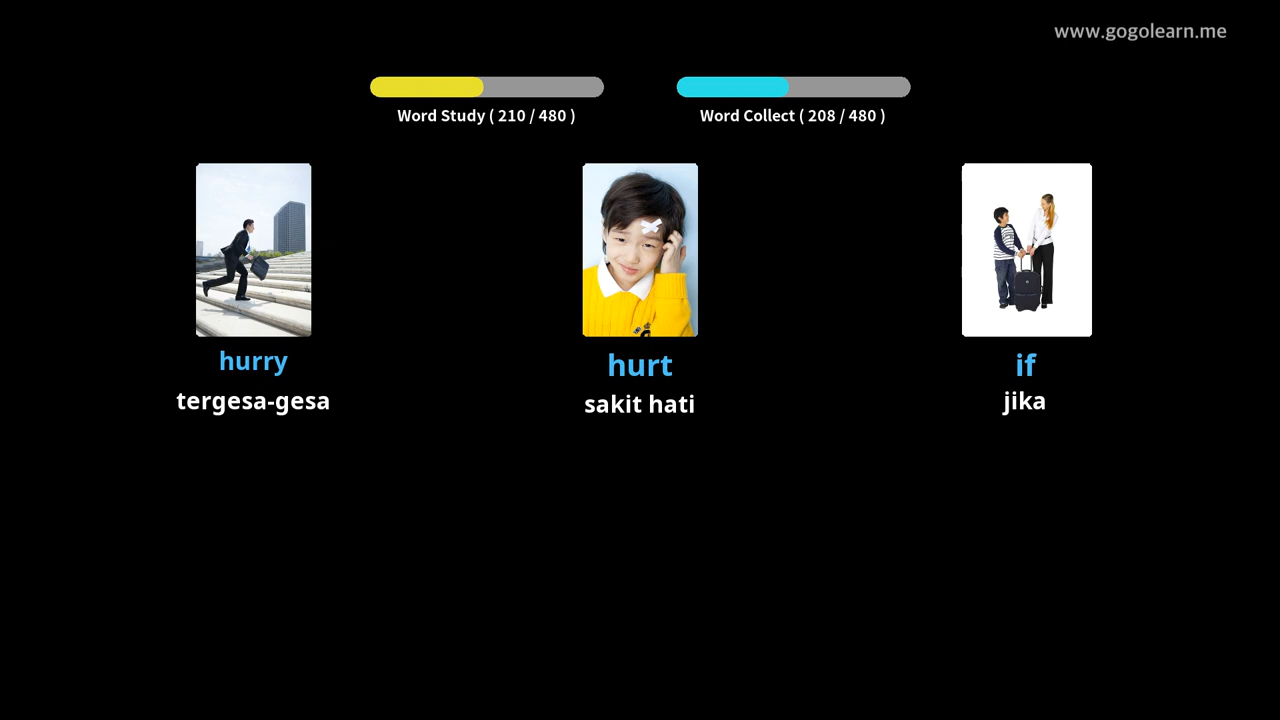 www.gogolearn.me
Word Study ( 210 / 480 )
Word Collect ( 208 / 480 )
hurry
hurt
if
tergesa-gesa
sakit hati
jika